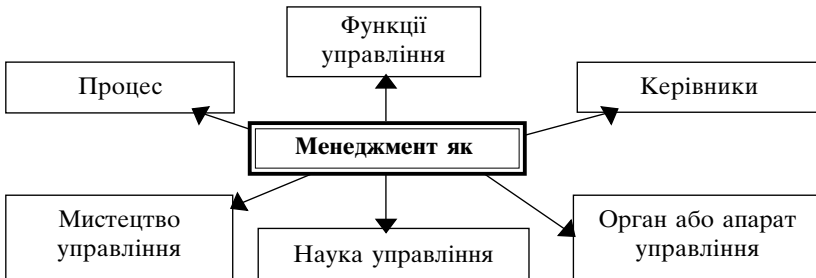 Функції
управління
Процес
Керівники
Менеджмент як
Мистецтво
управління
Наука управління
Орган або апарат
управління